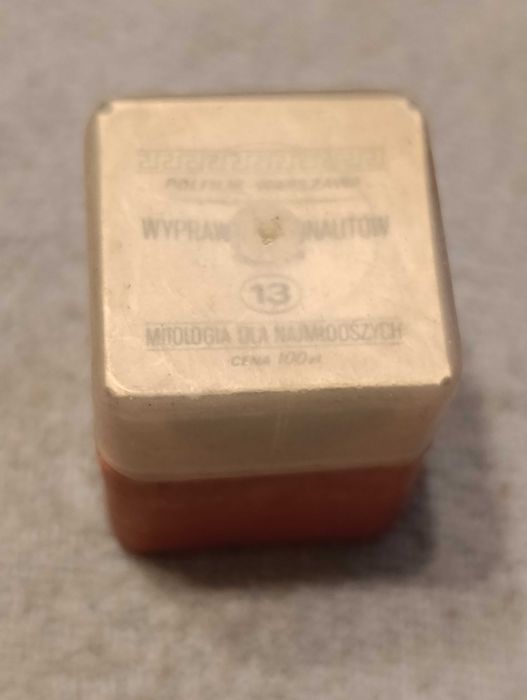 POLFILM WARSZAWA
WYPRAW NAUTÓW
13
MITOLOGIA DLA NAJMŁODSZYCH
CENA 100 zł